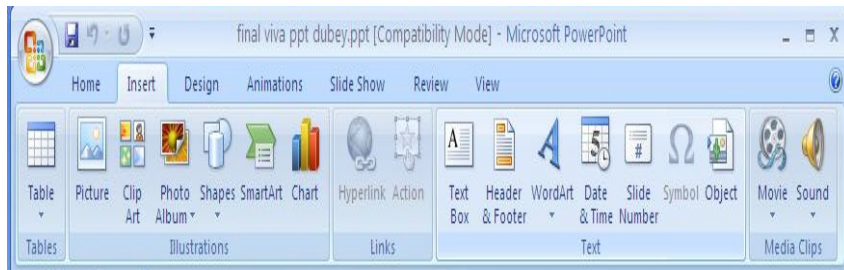 final viva ppt dubey.ppt [Compatibility Mode] - Microsoft PowerPoint
Home Insert Design Animations Slide Show Review View
Table Picture Clip Art Photo Album Shapes SmartArt Chart Hyperlink Action Text Box Header & Footer WordArt Date & Time Slide Number Symbol Object Movie Sound
Tables Illustrations Links Text Media Clips